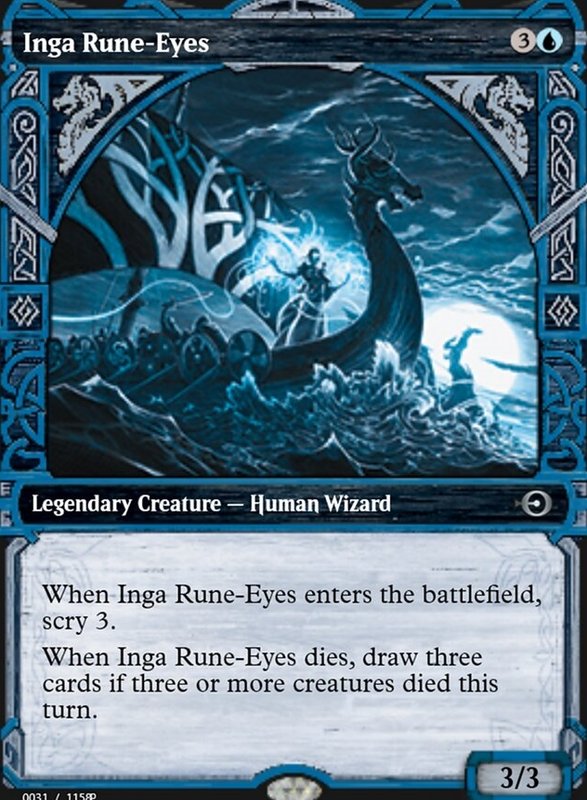 Inga Rune-Eyes 3
Legendary Creature — Human Wizard
When Inga Rune-Eyes enters the battlefield,
scry 3.
When Inga Rune-Eyes dies, draw three
cards if three or more creatures died this
turn.
3/3
0031 / 1158P